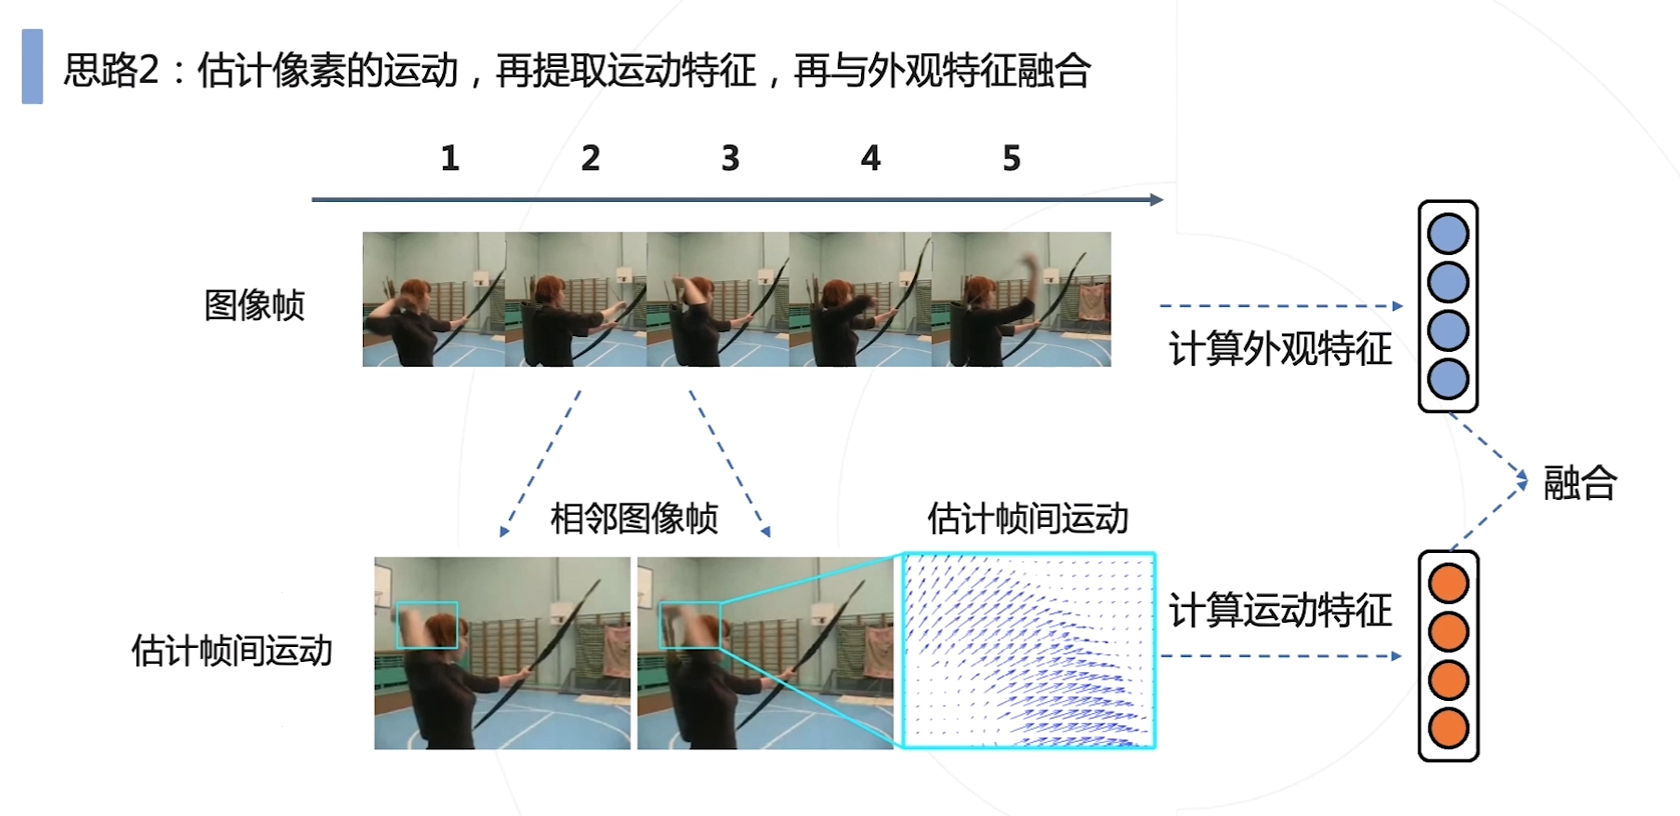 思路2：估计像素的运动，再提取运动特征，再与外观特征融合
1 2 3 4 5
图像帧
计算外观特征
融合
相邻图像帧
估计帧间运动
估计帧间运动
计算运动特征